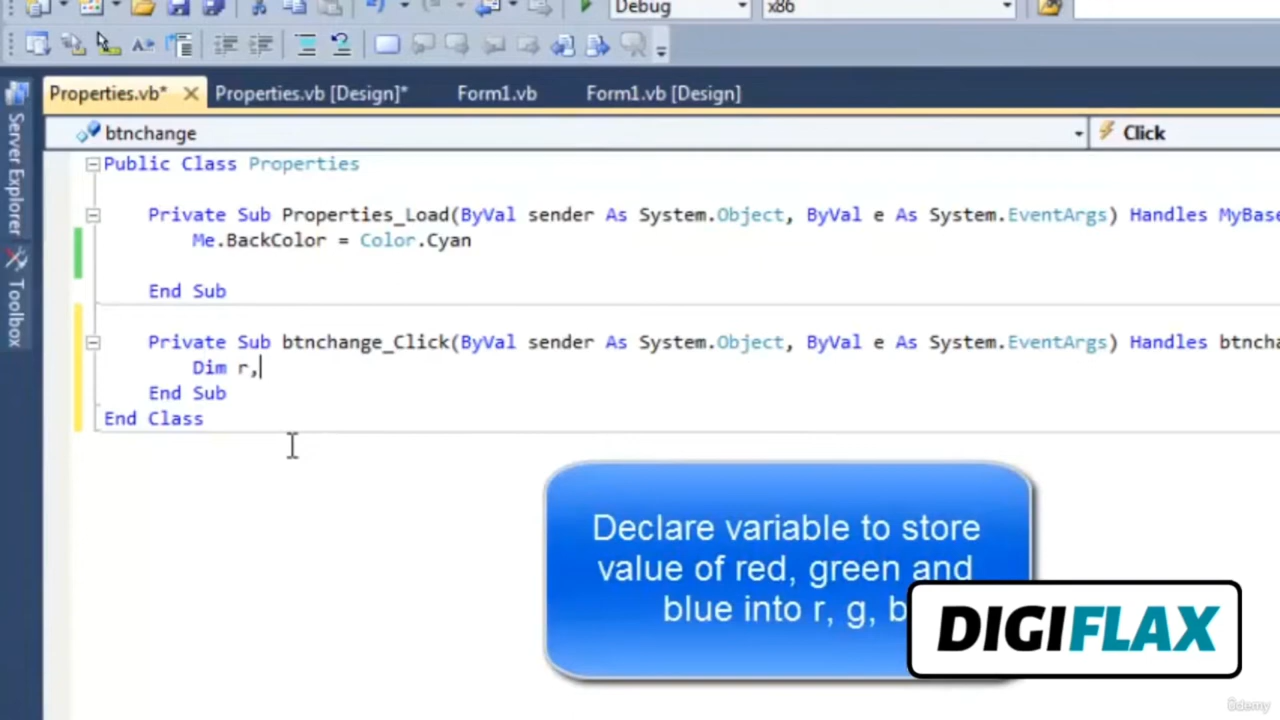 Debug x86
Properties.vb* Properties.vb [Design]* Form1.vb Form1.vb [Design]
btnchange Click
Server Explorer
Toolbox
Public Class Properties
Private Sub Properties_Load(ByVal sender As System.Object, ByVal e As System.EventArgs) Handles MyBase
Me.BackColor = Color.Cyan
End Sub
Private Sub btnchange_Click(ByVal sender As System.Object, ByVal e As System.EventArgs) Handles btncha
Dim r,
End Sub
End Class
Declare variable to store
value of red, green and
blue into r, g, b
DIGIFLAX
ûdemy